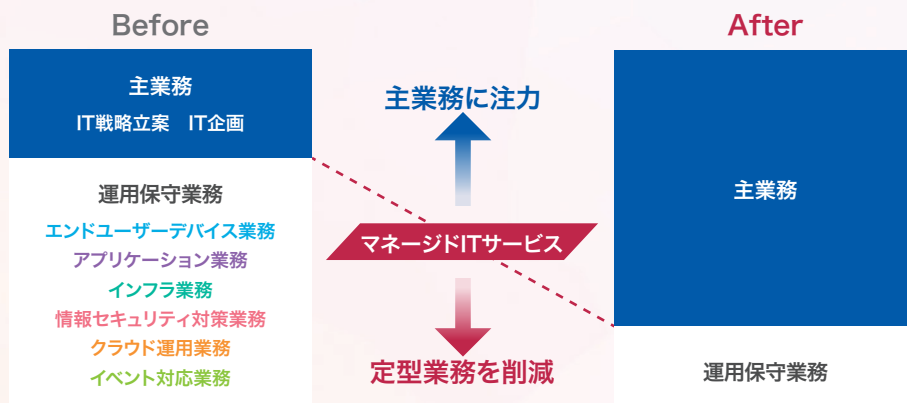 Before
主業務
IT戦略立案　IT企画
運用保守業務
エンドユーザーデバイス業務
アプリケーション業務
インフラ業務
情報セキュリティ対策業務
クラウド運用業務
イベント対応業務
主業務に注力
マネージドITサービス
定型業務を削減
After
主業務
運用保守業務